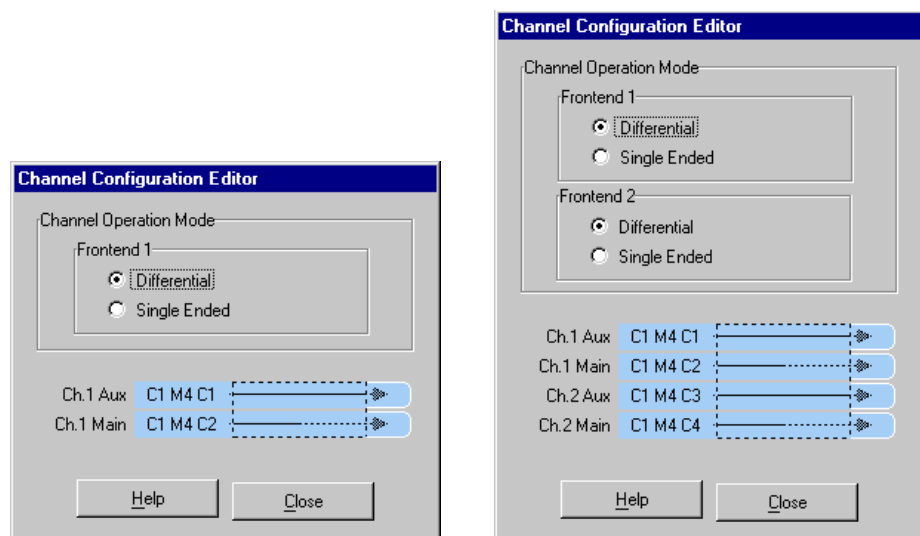 Channel Configuration Editor
Channel Operation Mode
Frontend 1
Differential
Single Ended
Ch.1 Aux C1 M4 C1
Ch.1 Main C1 M4 C2
Help Close
Channel Configuration Editor
Channel Operation Mode
Frontend 1
Differential
Single Ended
Frontend 2
Differential
Single Ended
Ch.1 Aux C1 M4 C1
Ch.1 Main C1 M4 C2
Ch.2 Aux C1 M4 C3
Ch.2 Main C1 M4 C4
Help Close